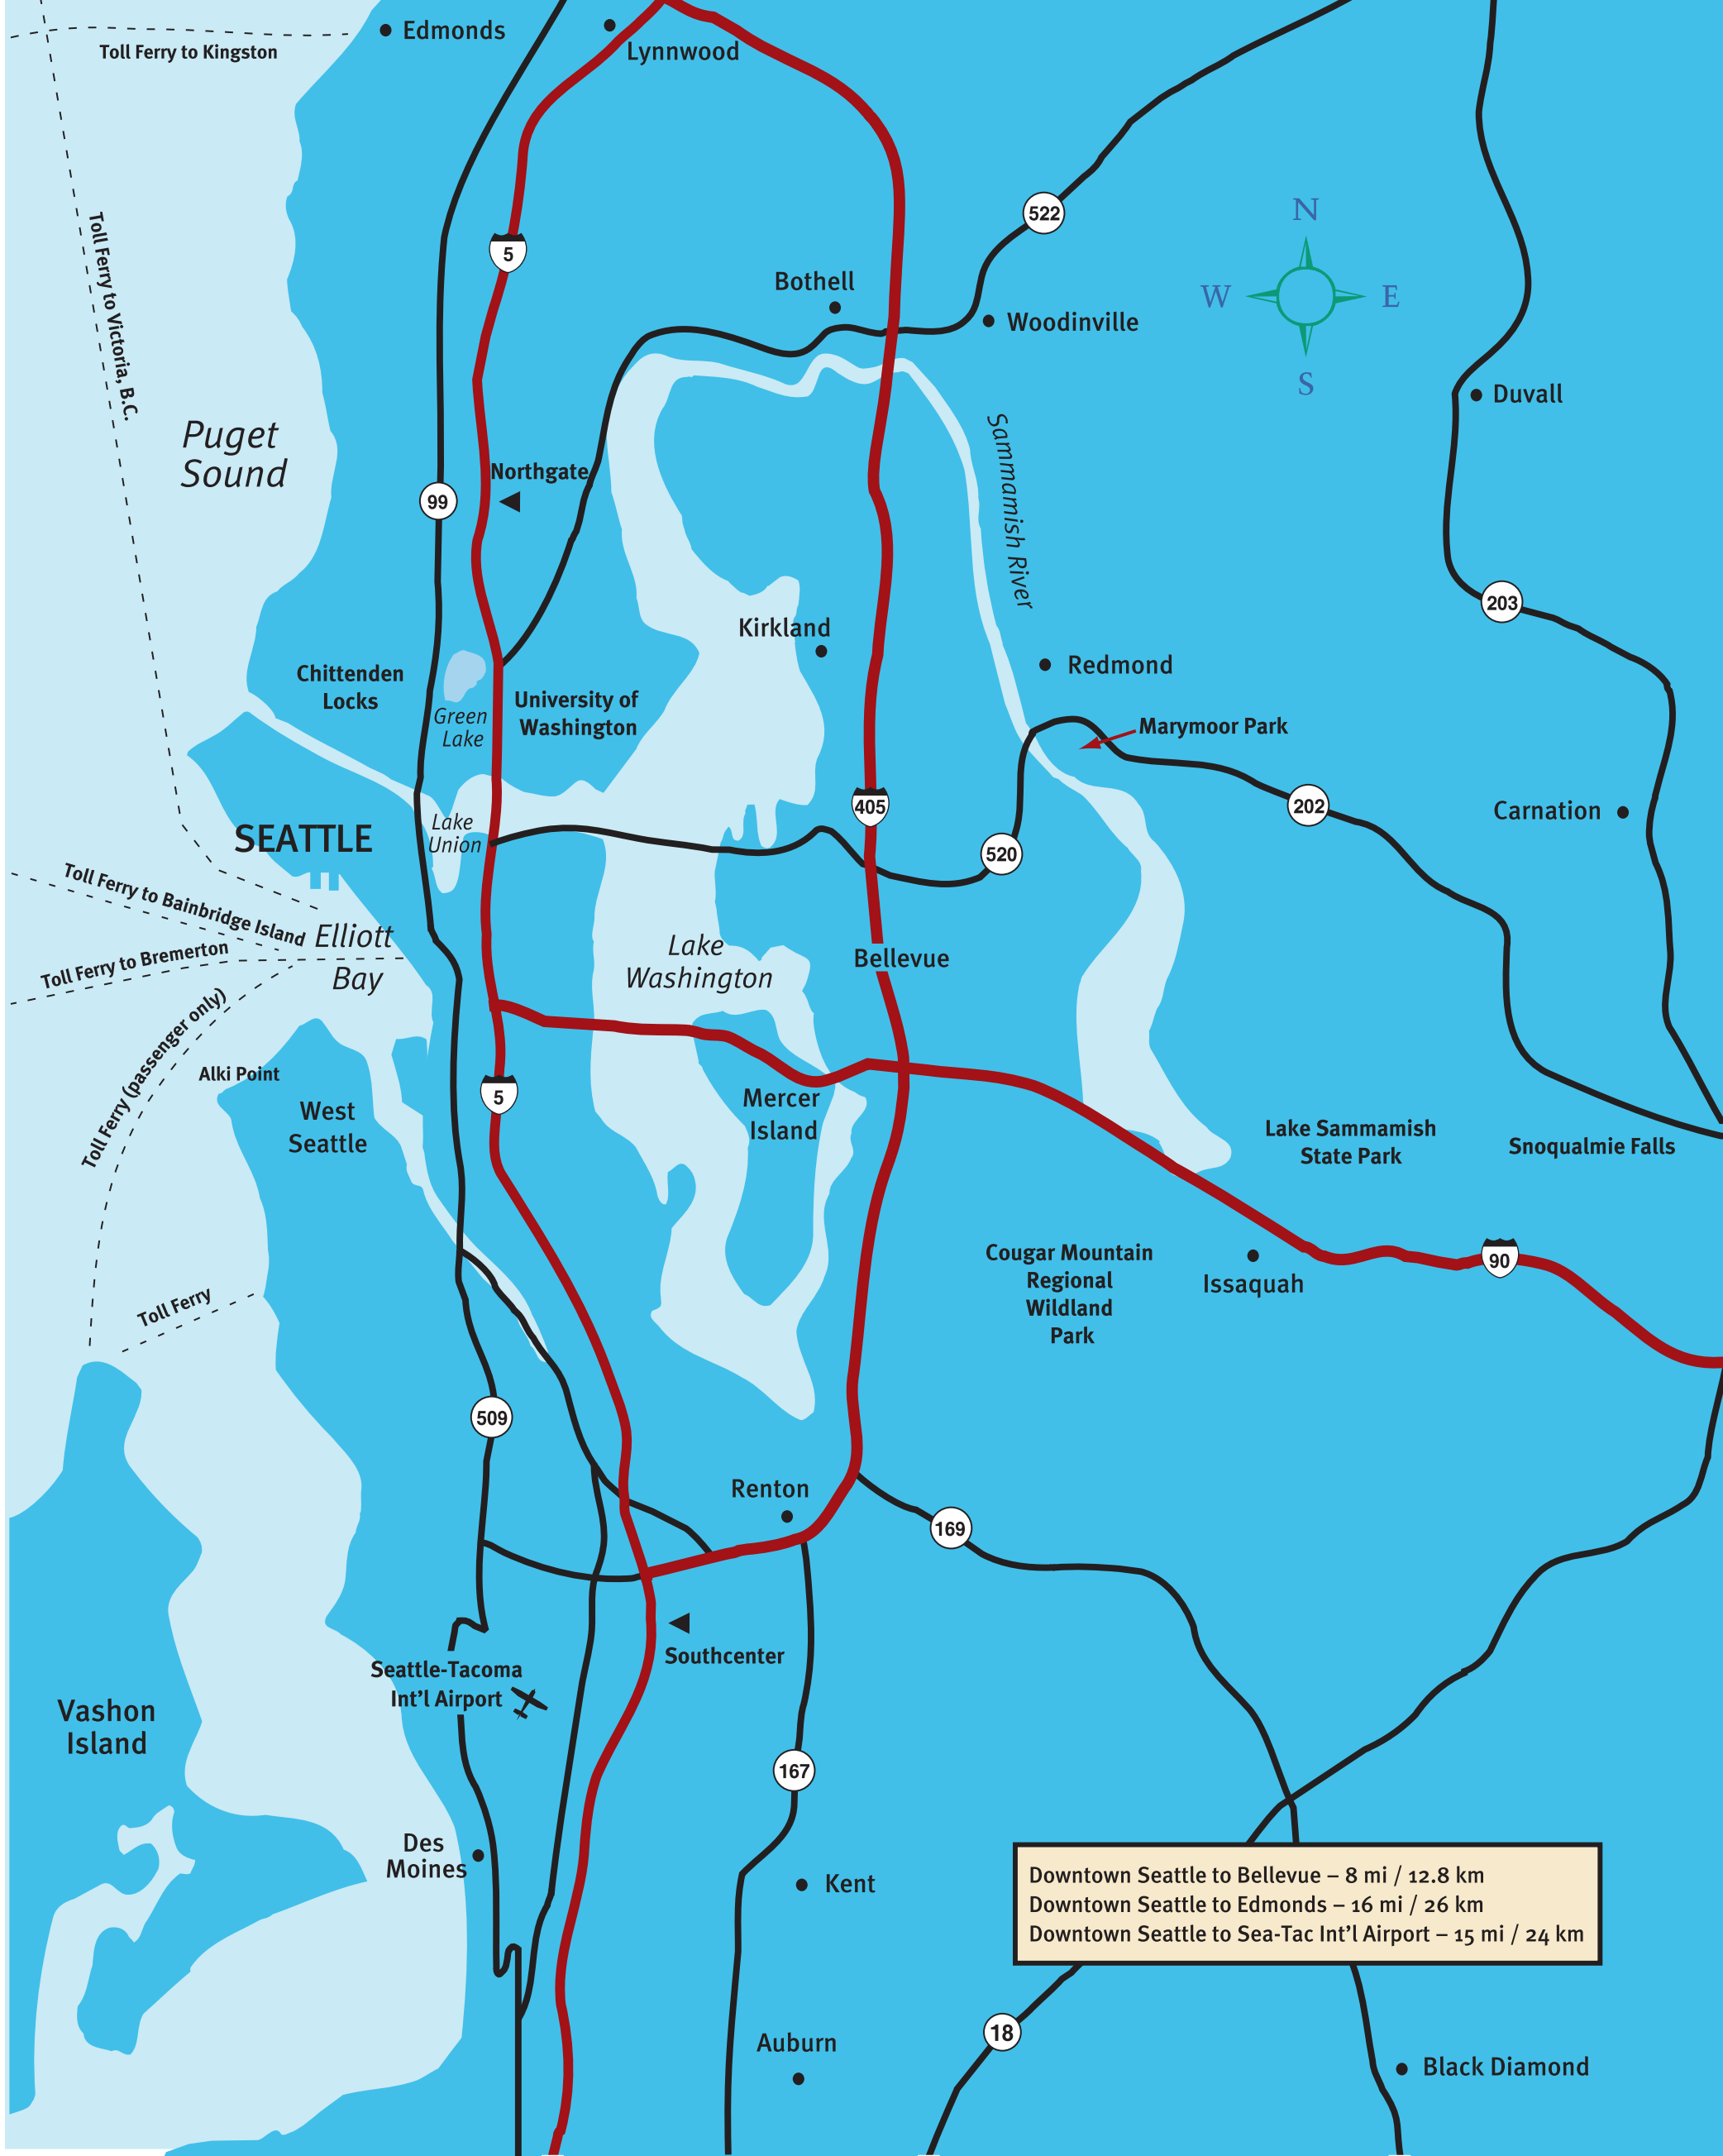 Edmonds
Lynnwood
Toll Ferry to Kingston
Toll Ferry to Victoria, B.C.
5
522
N
W
E
S
Bothell
Woodinville
Duvall
Puget
Sound
Sammamish River
Northgate
99
203
Kirkland
Redmond
Chittenden
Locks
Green
Lake
University of
Washington
Marymoor Park
405
202
Carnation
SEATTLE
Lake
Union
520
Toll Ferry to Bainbridge Island
Toll Ferry to Bremerton
Elliott
Bay
Lake
Washington
Bellevue
Toll Ferry (passenger only)
Alki Point
West
Seattle
5
Mercer
Island
Lake Sammamish
State Park
Snoqualmie Falls
Cougar Mountain
Regional
Wildland
Park
Issaquah
90
Toll Ferry
509
Renton
169
Southcenter
Seattle-Tacoma
Int'l Airport
Vashon
Island
167
Des
Moines
Kent
Downtown Seattle to Bellevue – 8 mi / 12.8 km
Downtown Seattle to Edmonds – 16 mi / 26 km
Downtown Seattle to Sea-Tac Int'l Airport – 15 mi / 24 km
18
Auburn
Black Diamond